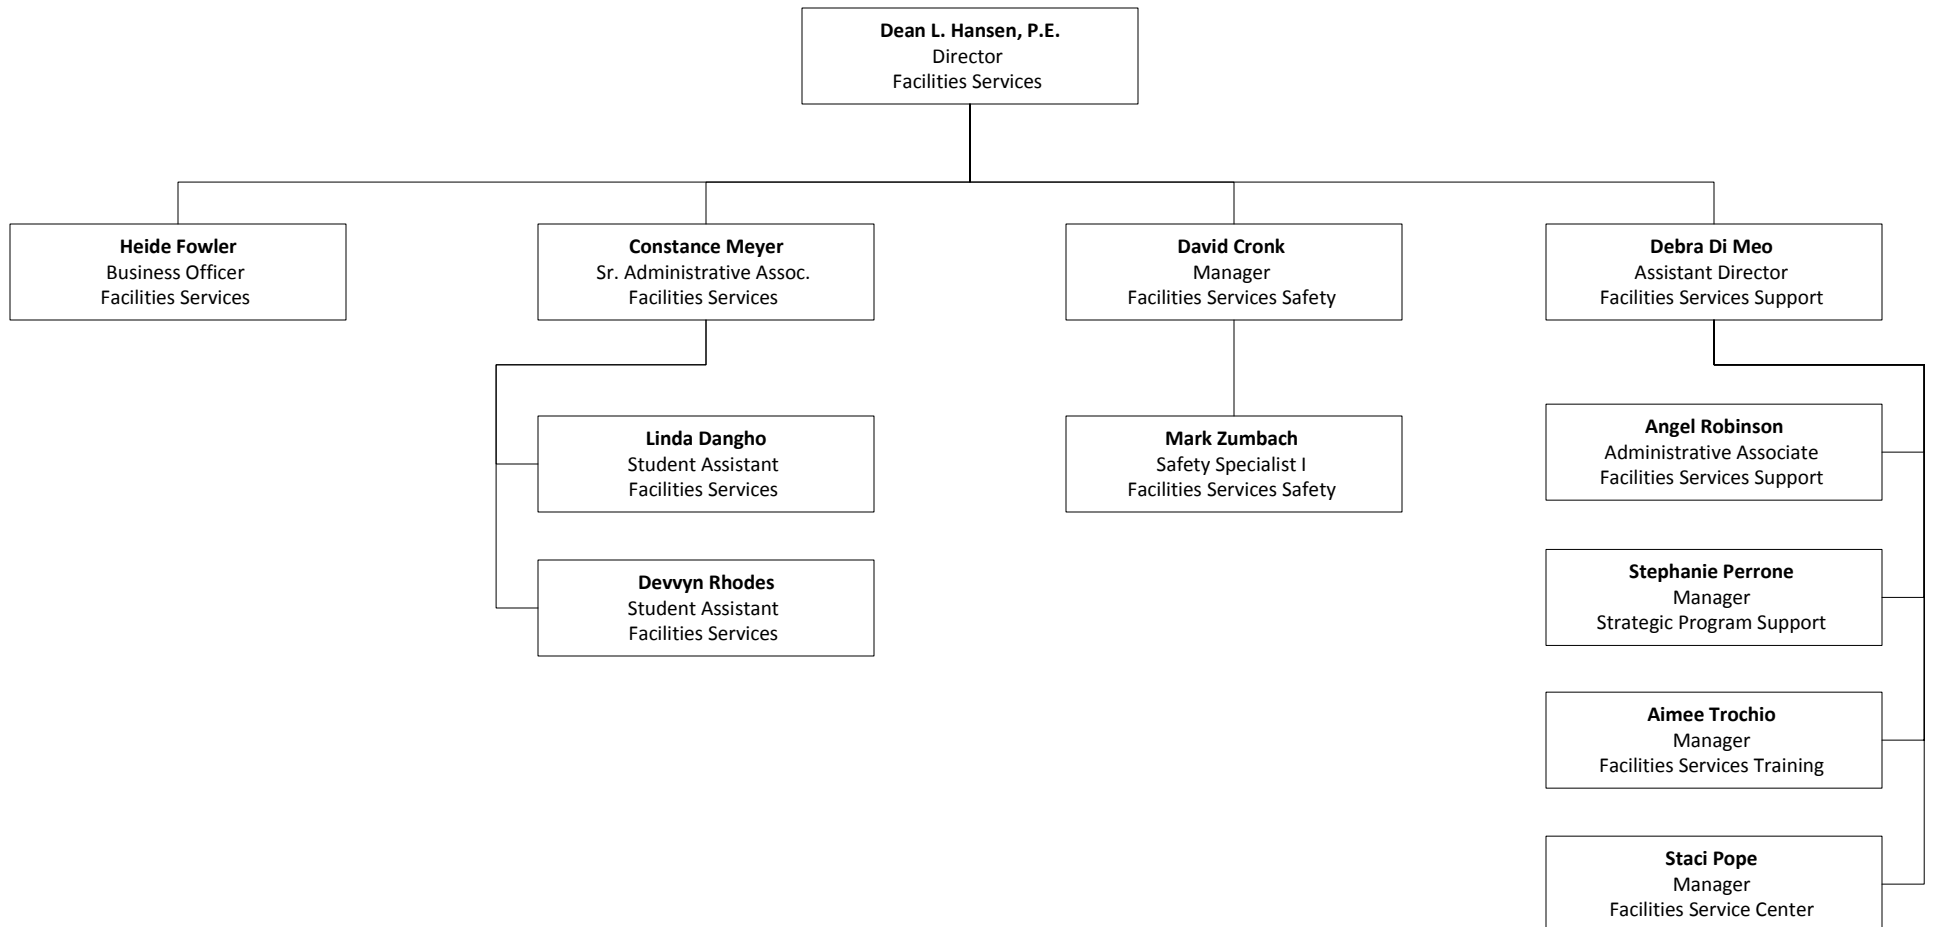 Dean L. Hansen, P.E.
Director
Facilities Services
Heide Fowler
Business Officer
Facilities Services
Constance Meyer
Sr. Administrative Assoc.
Facilities Services
David Cronk
Manager
Facilities Services Safety
Debra Di Meo
Assistant Director
Facilities Services Support
Linda Dangho
Student Assistant
Facilities Services
Devvyn Rhodes
Student Assistant
Facilities Services
Mark Zumbach
Safety Specialist I
Facilities Services Safety
Angel Robinson
Administrative Associate
Facilities Services Support
Stephanie Perrone
Manager
Strategic Program Support
Aimee Trochio
Manager
Facilities Services Training
Staci Pope
Manager
Facilities Service Center